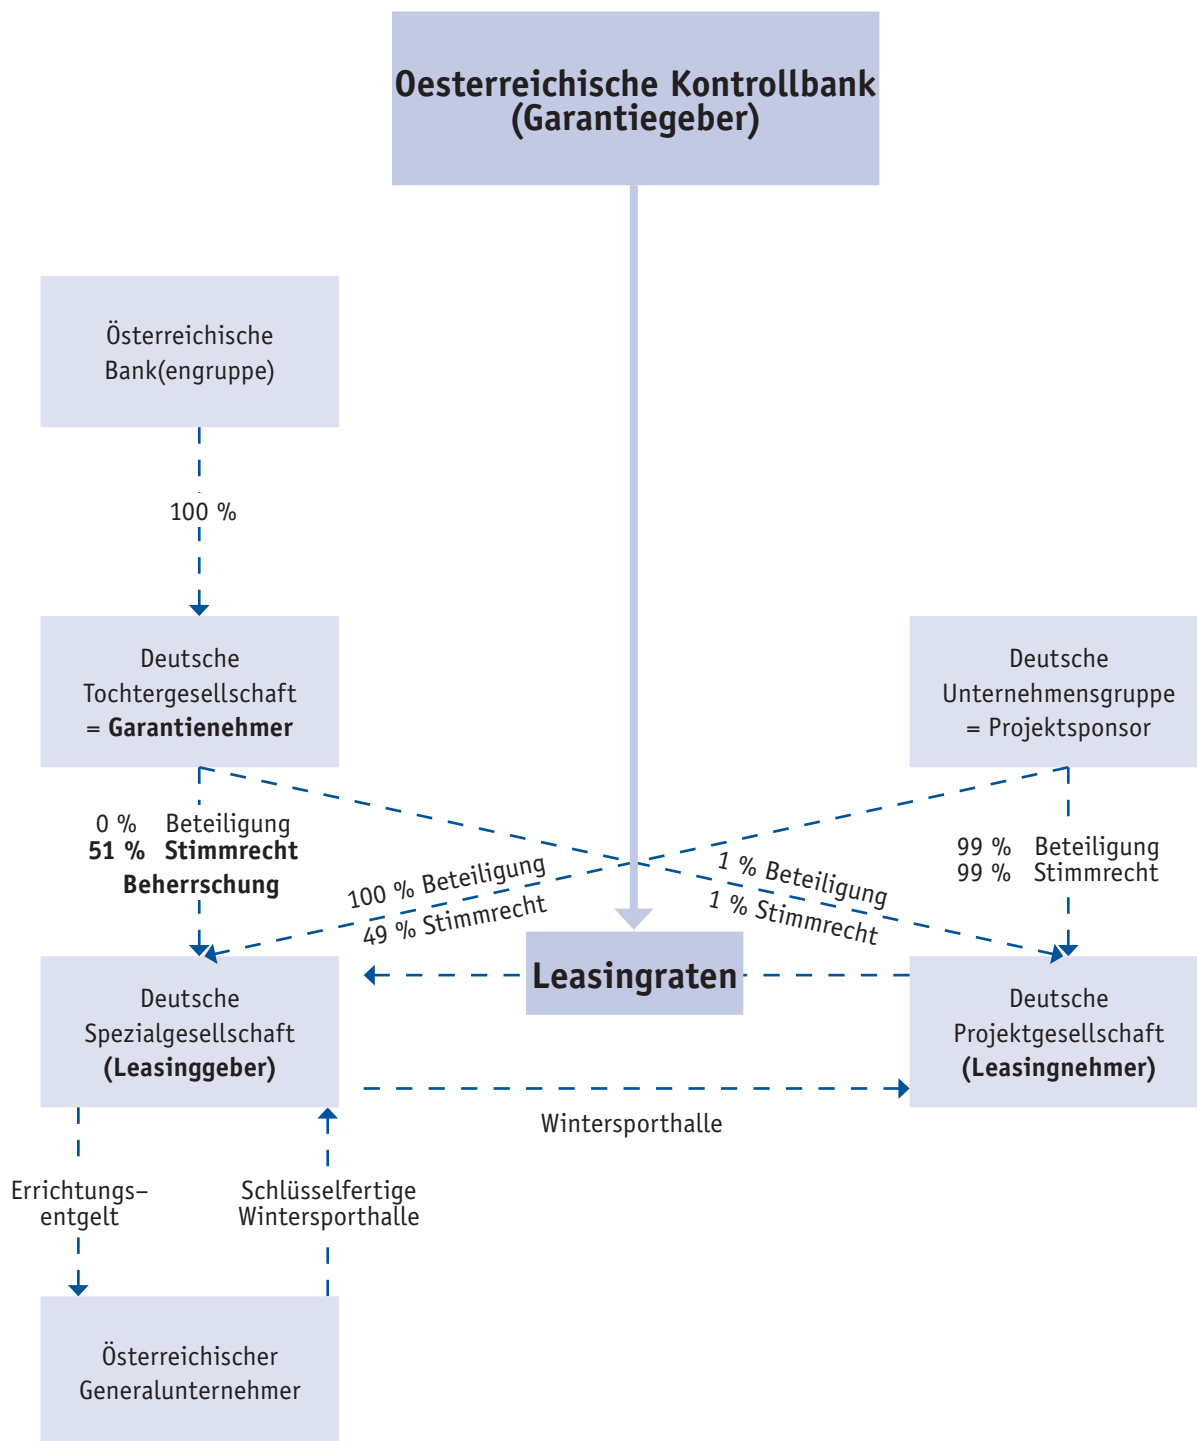 Oesterreichische Kontrollbank
(Garantiegeber)
Österreichische
Bank(engruppe)
100 %
Deutsche
Tochtergesellschaft
= Garantienehmer
Deutsche
Unternehmensgruppe
= Projektsponsor
0 % Beteiligung
51 % Stimmrecht
Beherrschung
100 % Beteiligung
49 % Stimmrecht
1 % Beteiligung
1 % Stimmrecht
99 % Beteiligung
99 % Stimmrecht
Deutsche
Spezialgesellschaft
(Leasinggeber)
Leasingraten
Deutsche
Projektgesellschaft
(Leasingnehmer)
Wintersporthalle
Errichtungs–
entgelt
Schlüsselfertige
Wintersporthalle
Österreichischer
Generalunternehmer